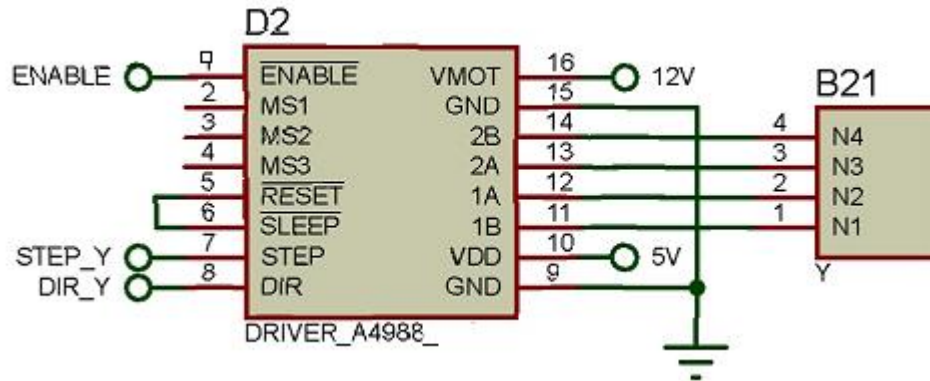 D2
ENABLE 1 ENABLE VMOT 16 12V
2 MS1 GND 15
3 MS2 2B 14 4 N4
4 MS3 2A 13 3 N3
5 RESET 1A 12 2 N2
6 SLEEP 1B 11 1 N1
STEP_Y 7 STEP VDD 10 5V
DIR_Y 8 DIR GND 9
DRIVER_A4988_
B21
Y